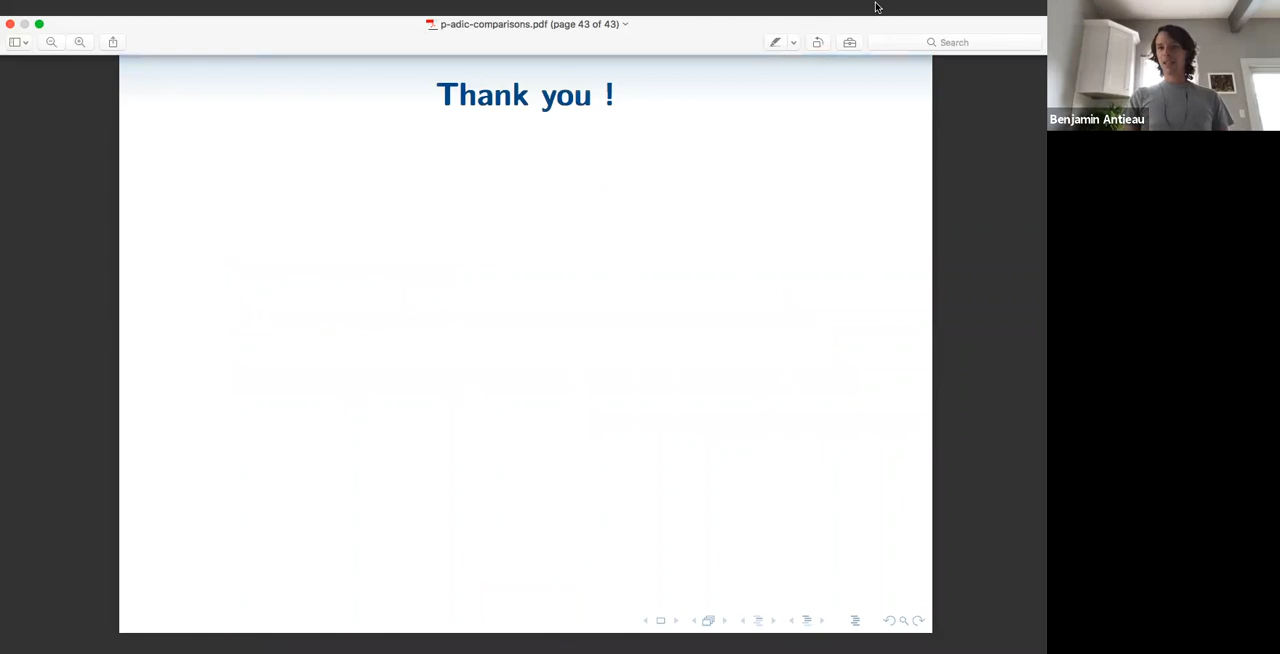 p-adic-comparisons.pdf (page 43 of 43)
Search
Thank you !
Benjamin Antieau